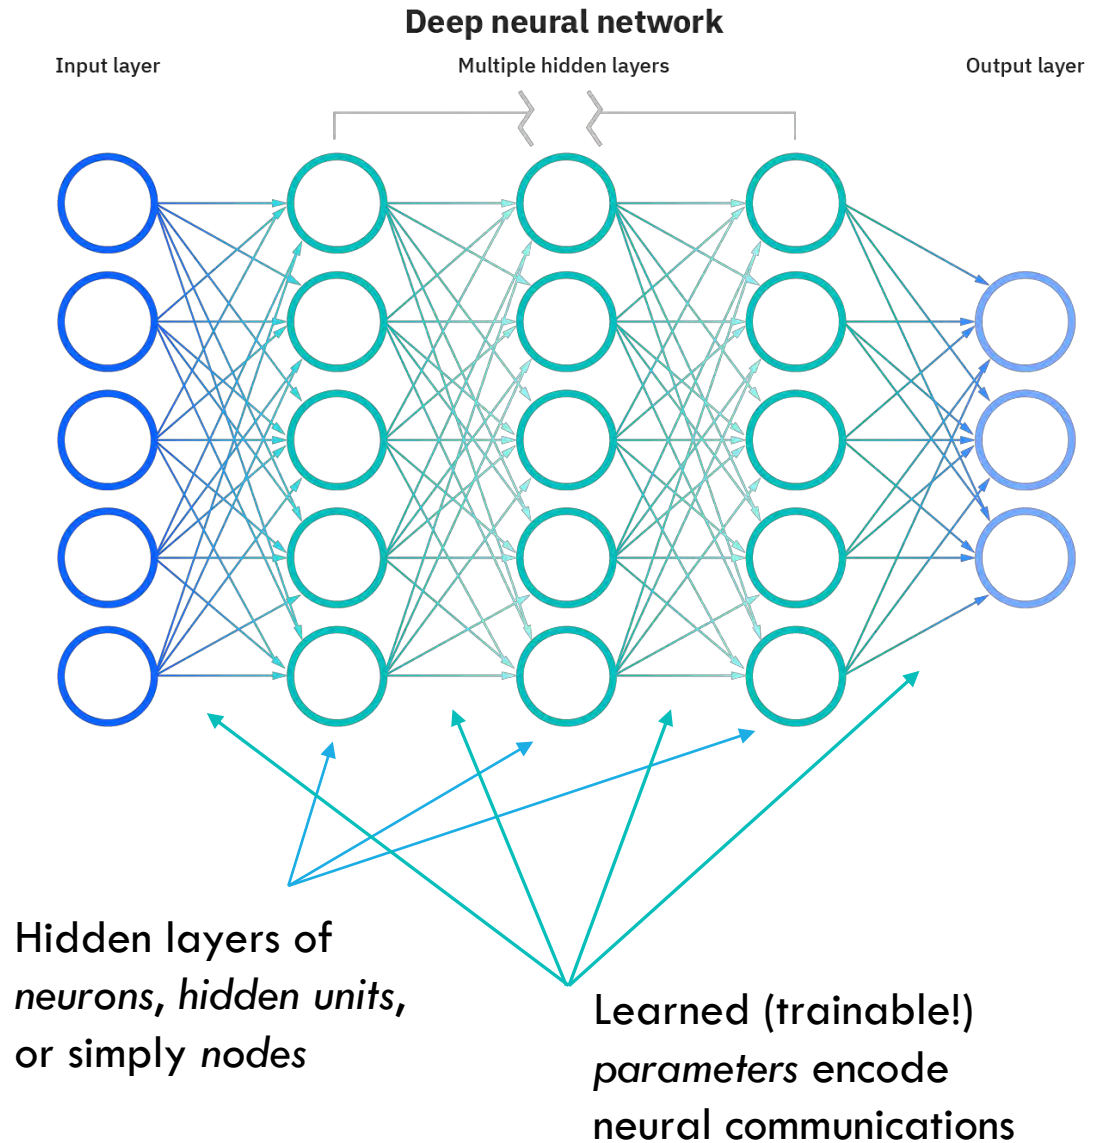 Deep neural network
Input layer
Multiple hidden layers
Output layer
Hidden layers of
neurons, hidden units,
or simply nodes
Learned (trainable!)
parameters encode
neural communications